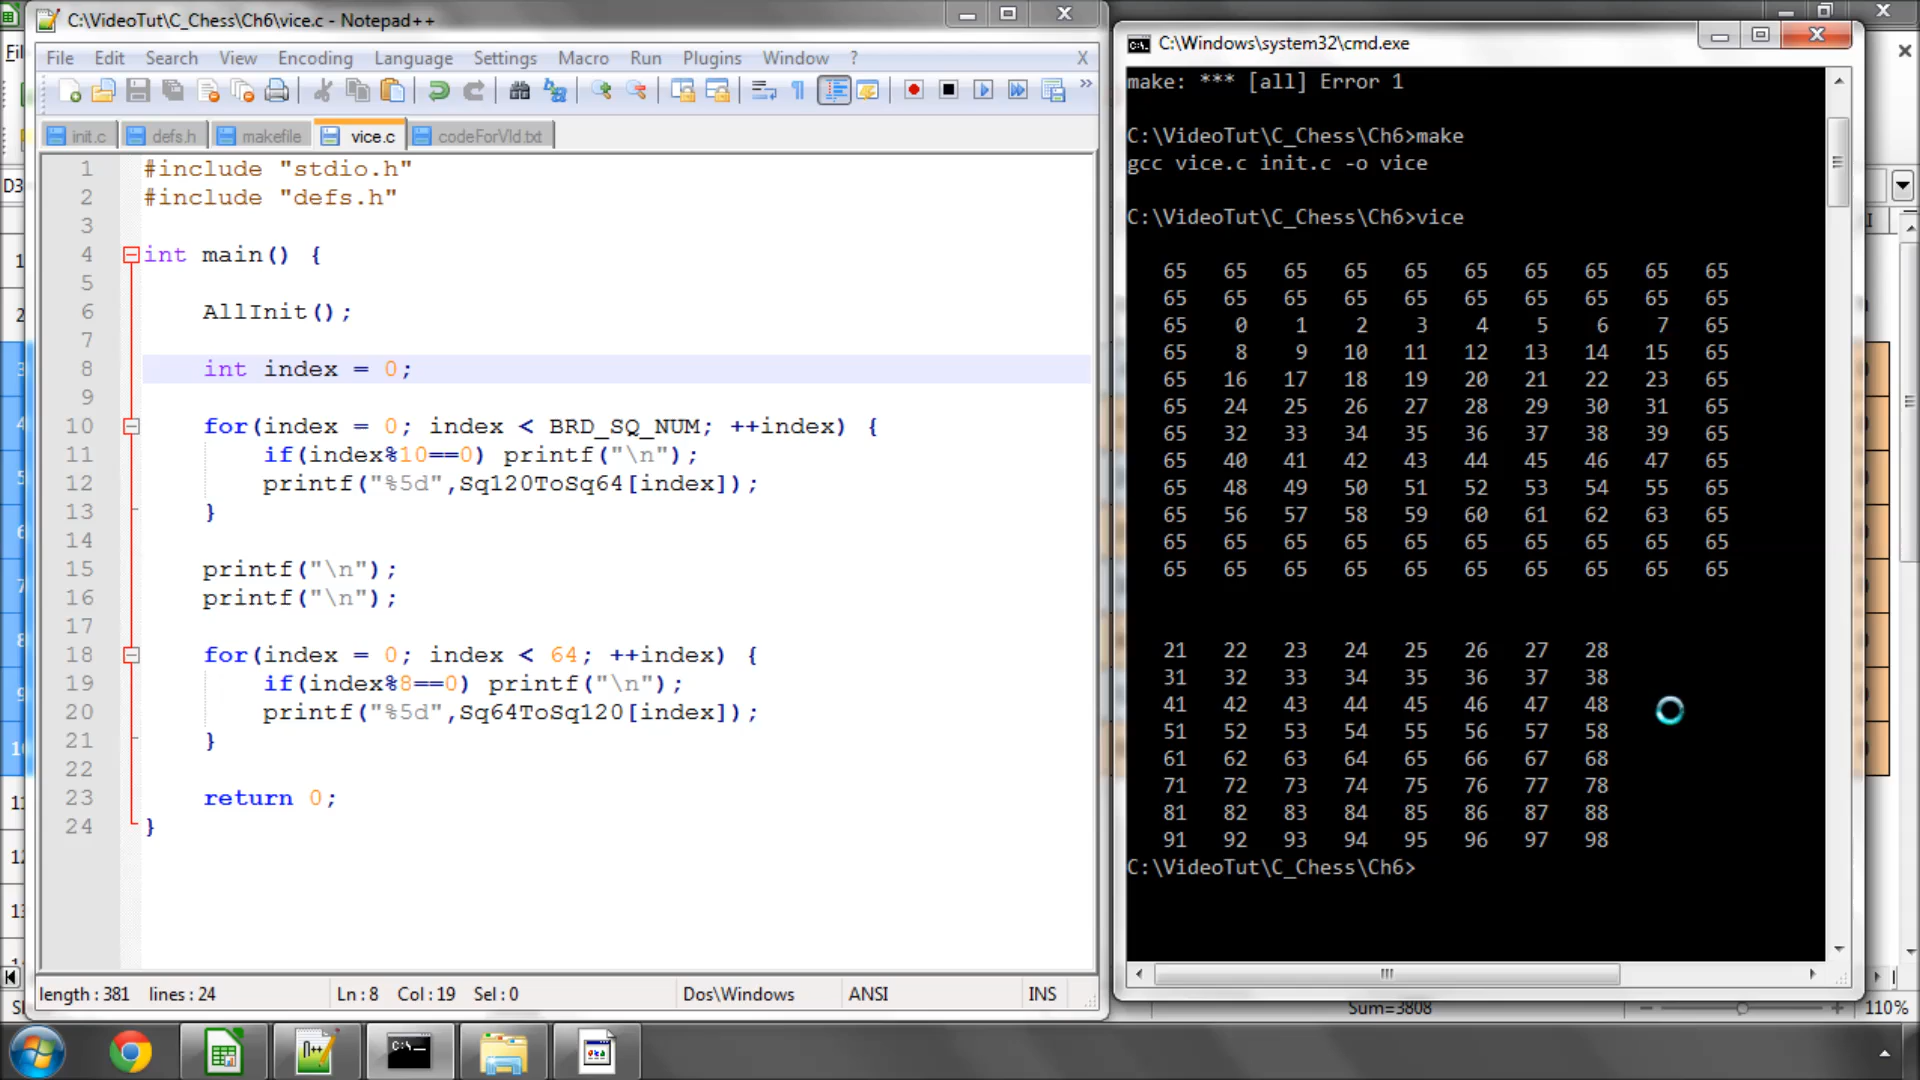 C:\VideoTut\C_Chess\Ch6\vice.c - Notepad++
File Edit Search View Encoding Language Settings Macro Run Plugins Window ? X
init.c defs.h makefile vice.c codeForVId.txt
1 #include "stdio.h"
2 #include "defs.h"
3
4 int main() {
5
6 AllInit();
7
8 int index = 0;
9
10 for(index = 0; index < BRD_SQ_NUM; ++index) {
11 if(index%10==0) printf("\n");
12 printf("%5d",Sq120ToSq64[index]);
13 }
14
15 printf("\n");
16 printf("\n");
17
18 for(index = 0; index < 64; ++index) {
19 if(index%8==0) printf("\n");
20 printf("%5d",Sq64ToSq120[index]);
21 }
22
23 return 0;
24 }
length : 381 lines : 24 Ln : 8 Col : 19 Sel : 0 Dos\Windows ANSI INS
C:\Windows\system32\cmd.exe
make: *** [all] Error 1
C:\VideoTut\C_Chess\Ch6>make
gcc vice.c init.c -o vice
C:\VideoTut\C_Chess\Ch6>vice
65 65 65 65 65 65 65 65 65 65
65 65 65 65 65 65 65 65 65 65
65 0 1 2 3 4 5 6 7 65
65 8 9 10 11 12 13 14 15 65
65 16 17 18 19 20 21 22 23 65
65 24 25 26 27 28 29 30 31 65
65 32 33 34 35 36 37 38 39 65
65 40 41 42 43 44 45 46 47 65
65 48 49 50 51 52 53 54 55 65
65 56 57 58 59 60 61 62 63 65
65 65 65 65 65 65 65 65 65 65
65 65 65 65 65 65 65 65 65 65
21 22 23 24 25 26 27 28
31 32 33 34 35 36 37 38
41 42 43 44 45 46 47 48
51 52 53 54 55 56 57 58
61 62 63 64 65 66 67 68
71 72 73 74 75 76 77 78
81 82 83 84 85 86 87 88
91 92 93 94 95 96 97 98
C:\VideoTut\C_Chess\Ch6>
Sum=3808 110%